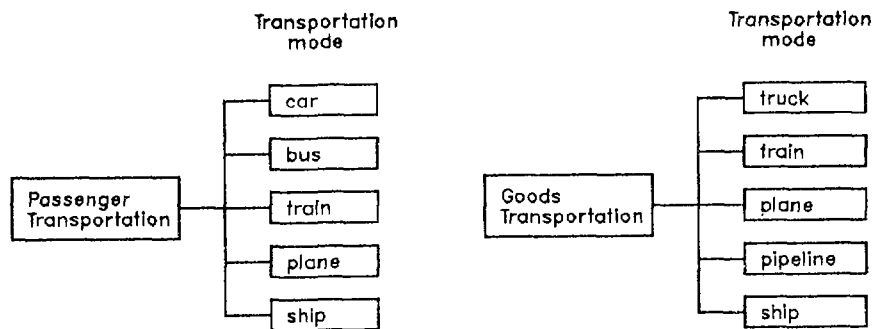 Transportation
mode
car
bus
Passenger
Transportation
train
plane
ship
Transportation
mode
truck
train
Goods
Transportation
plane
pipeline
ship